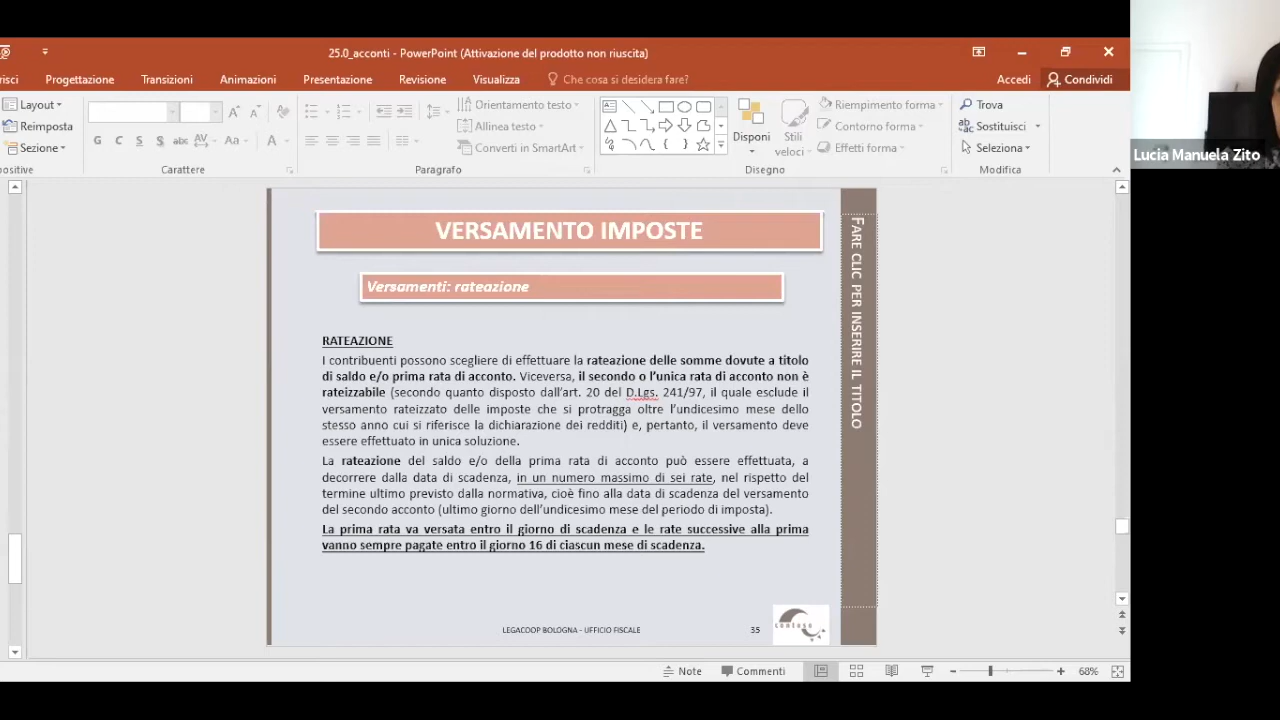 25.0_acconti - PowerPoint (Attivazione del prodotto non riuscita)
risci Progettazione Transizioni Animazioni Presentazione Revisione Visualizza Che cosa si desidera fare? Accedi Condividi
Layout Orientamento testo Riempimento forma Trova
Reimposta Allinea testo Disponi Stili Contorno forma Sostituisci
Sezione G C S S abc AV Aa A Converti in SmartArt veloci Effetti forma Seleziona
positive Carattere Paragrafo Disegno Modifica
Lucia Manuela Zito
VERSAMENTO IMPOSTE
Versamenti: rateazione
RATEAZIONE
I contribuenti possono scegliere di effettuare la rateazione delle somme dovute a titolo
di saldo e/o prima rata di acconto. Viceversa, il secondo o l'unica rata di acconto non è
rateizzabile (secondo quanto disposto dall'art. 20 del D.Lgs. 241/97, il quale esclude il
versamento rateizzato delle imposte che si protragga oltre l'undicesimo mese dello
stesso anno cui si riferisce la dichiarazione dei redditi) e, pertanto, il versamento deve
essere effettuato in unica soluzione.
La rateazione del saldo e/o della prima rata di acconto può essere effettuata, a
decorrere dalla data di scadenza, in un numero massimo di sei rate, nel rispetto del
termine ultimo previsto dalla normativa, cioè fino alla data di scadenza del versamento
del secondo acconto (ultimo giorno dell'undicesimo mese del periodo di imposta).
La prima rata va versata entro il giorno di scadenza e le rate successive alla prima
vanno sempre pagate entro il giorno 16 di ciascun mese di scadenza.
LEGACOOP BOLOGNA - UFFICIO FISCALE 35
FARE CLIC PER INSERIRE IL TITOLO
Note Commenti 68%